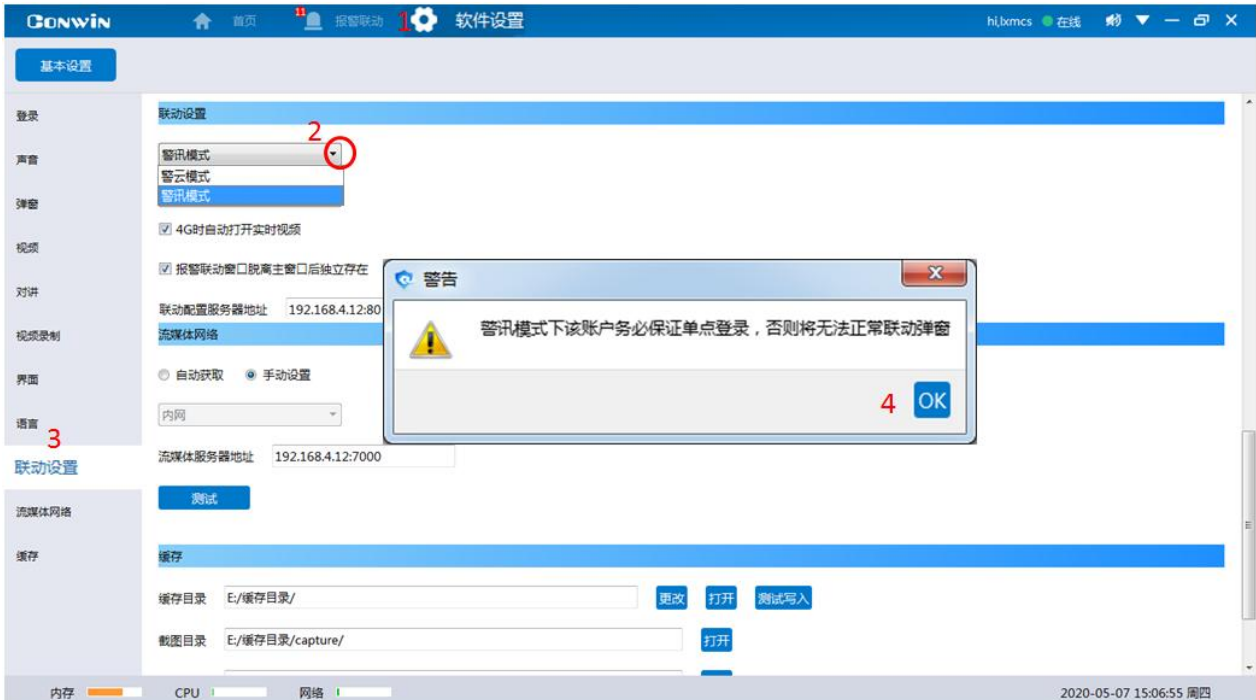 CONWIN 首页 11 报警联动 1 软件设置 hi,lxmcs 在线
基本设置
登录
声音
弹窗
视频
对讲
视频录制
界面
语言
3
联动设置
流媒体网络
缓存
联动设置
2
警讯模式
警云模式
警讯模式
4G时自动打开实时视频
报警联动窗口脱离主窗口后独立存在
联动配置服务器地址 192.168.4.12:80
流媒体网络
自动获取 手动设置
内网
流媒体服务器地址 192.168.4.12:7000
测试
缓存
缓存目录 E:/缓存目录/ 更改 打开 测试写入
截图目录 E:/缓存目录/capture/ 打开
警告
警讯模式下该账户务必保证单点登录，否则将无法正常联动弹窗
4 OK
内存 CPU 网络 2020-05-07 15:06:55 周四